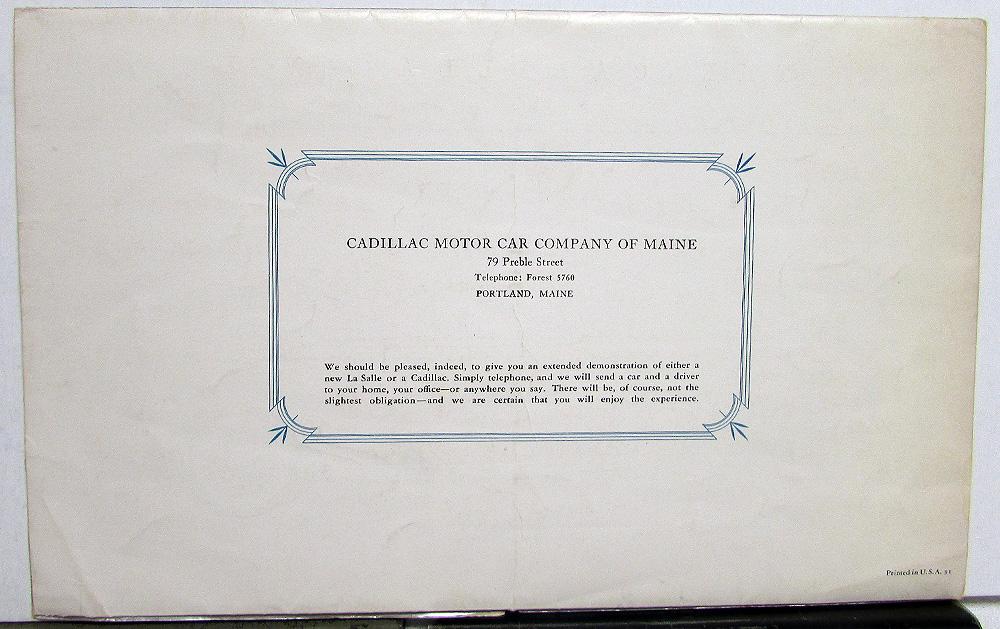 CADILLAC MOTOR CAR COMPANY OF MAINE
79 Preble Street
Telephone: Forest 5760
PORTLAND, MAINE
We should be pleased, indeed, to give you an extended demonstration of either a
new La Salle or a Cadillac. Simply telephone, and we will send a car and a driver
to your home, your office—or anywhere you say. There will be, of course, not the
slightest obligation—and we are certain that you will enjoy the experience.
Printed in U. S. A.